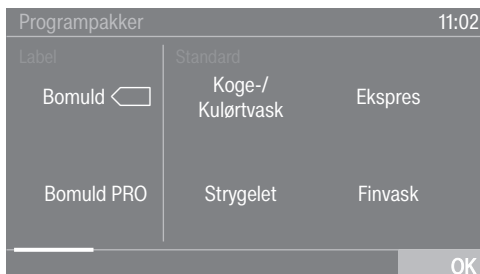 Programpakker 11:02
Label
Standard
Bomuld
Koge-/
Kulørtvask
Ekspres
Bomuld PRO
Strygelet
Finvask
OK